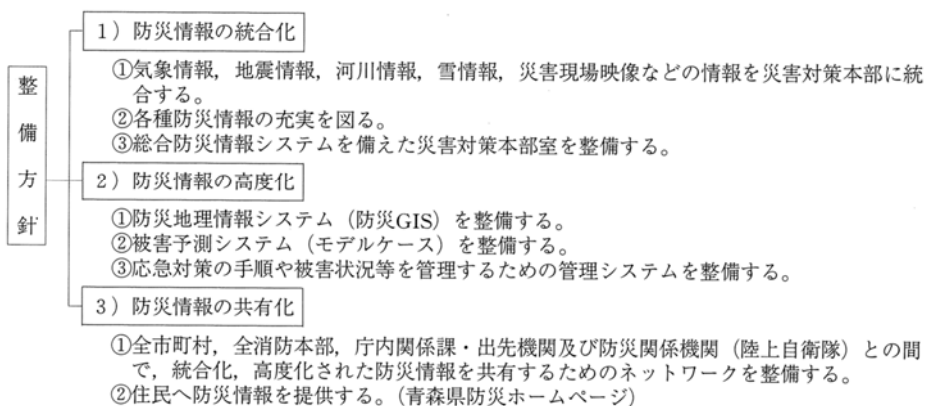 整備方針
1)防災情報の統合化
①気象情報,地震情報,河川情報,雪情報,災害現場映像などの情報を災害対策本部に統
合する。
②各種防災情報の充実を図る。
③総合防災情報システムを備えた災害対策本部室を整備する。
2)防災情報の高度化
①防災地理情報システム(防災GIS)を整備する。
②被害予測システム(モデルケース)を整備する。
③応急対策の手順や被害状況等を管理するための管理システムを整備する。
3)防災情報の共有化
①全市町村,全消防本部,庁内関係課・出先機関及び防災関係機関(陸上自衛隊)との間
で,統合化,高度化された防災情報を共有するためのネットワークを整備する。
②住民へ防災情報を提供する。(青森県防災ホームページ)